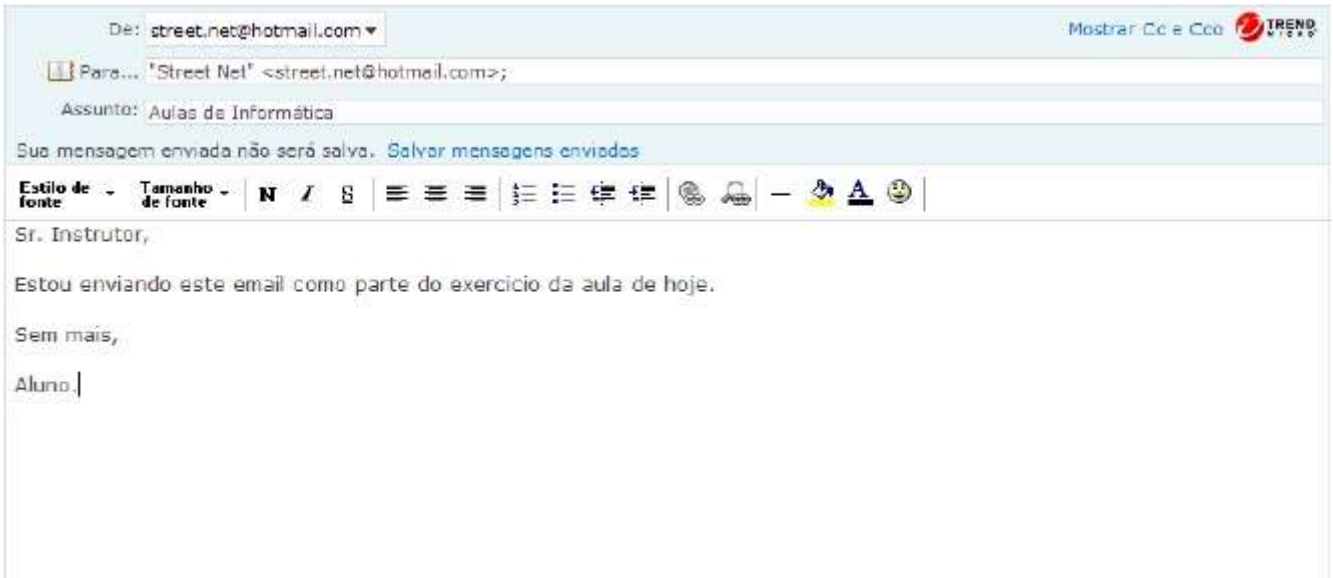 De: street.net@hotmail.com
Mostrar Cc e Cco TREND MICRO
Para... "Street Net" <street.net@hotmail.com>;
Assunto: Aulas de Informática
Sua mensagem enviada não será salva. Salvar mensagens enviadas
Estilo de fonte Tamanho de fonte N I S A
Sr. Instrutor,
Estou enviando este email como parte do exercicio da aula de hoje.
Sem mais,
Aluno.